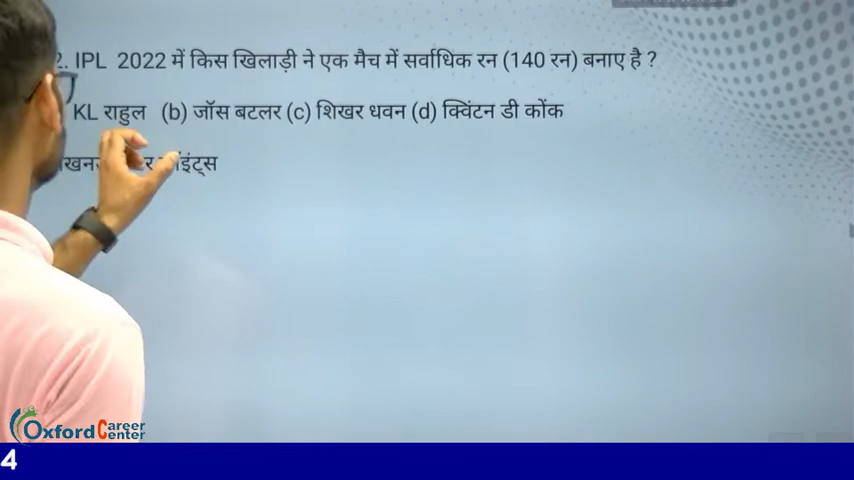 2. IPL 2022 में किस खिलाड़ी ने एक मैच में सर्वाधिक रन (140 रन) बनाए है ?
KL राहुल (b) जॉस बटलर (c) शिखर धवन (d) क्विंटन डी कोंक
Oxford Career Center
4